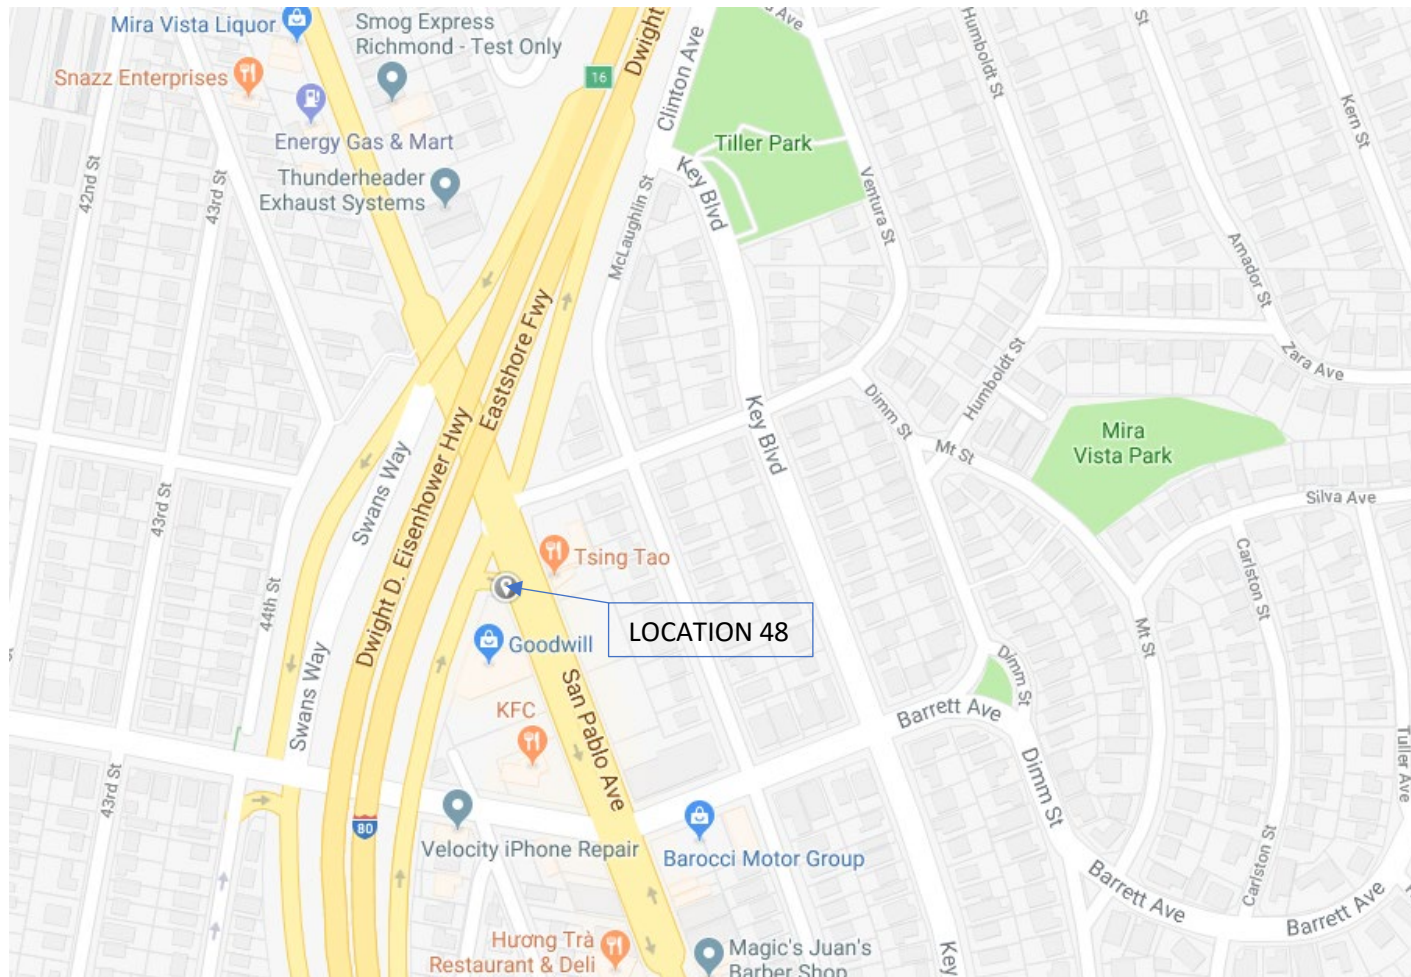 Mira Vista Liquor
Smog Express
Richmond - Test Only
Snazz Enterprises
Energy Gas & Mart
Thunderheader
Exhaust Systems
42nd St
43rd St
16
Dwight
Clinton Ave
Tiller Park
Key Blvd
McLaughlin St
Ventura St
Humboldt St
St
Kern St
Amador St
Zara Ave
Eastshore Fwy
Dwight D. Eisenhower Hwy
Swans Way
Key Blvd
Dimm St
Humboldt St
Mt St
Mira
Vista Park
Silva Ave
43rd St
44th St
Tsing Tao
LOCATION 48
Goodwill
San Pablo Ave
KFC
Carlston St
Mt St
Dimm St
Barrett Ave
Swans Way
Dimm St
Tuller Ave
43rd St
80
Velocity iPhone Repair
Barocci Motor Group
Carlston St
Barrett Ave
Barrett Ave
Hương Trà
Restaurant & Deli
Magic's Juan's
Barber Shop
Key